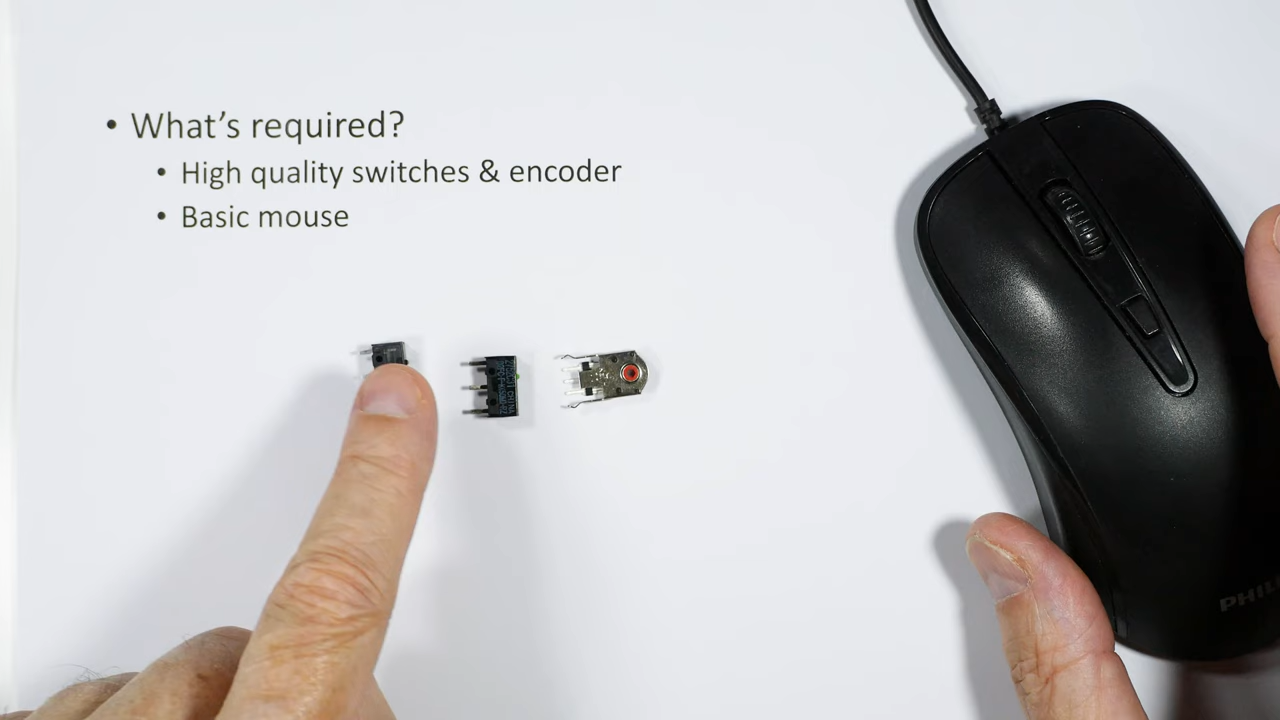 • What's required?
• High quality switches & encoder
• Basic mouse
PHIL